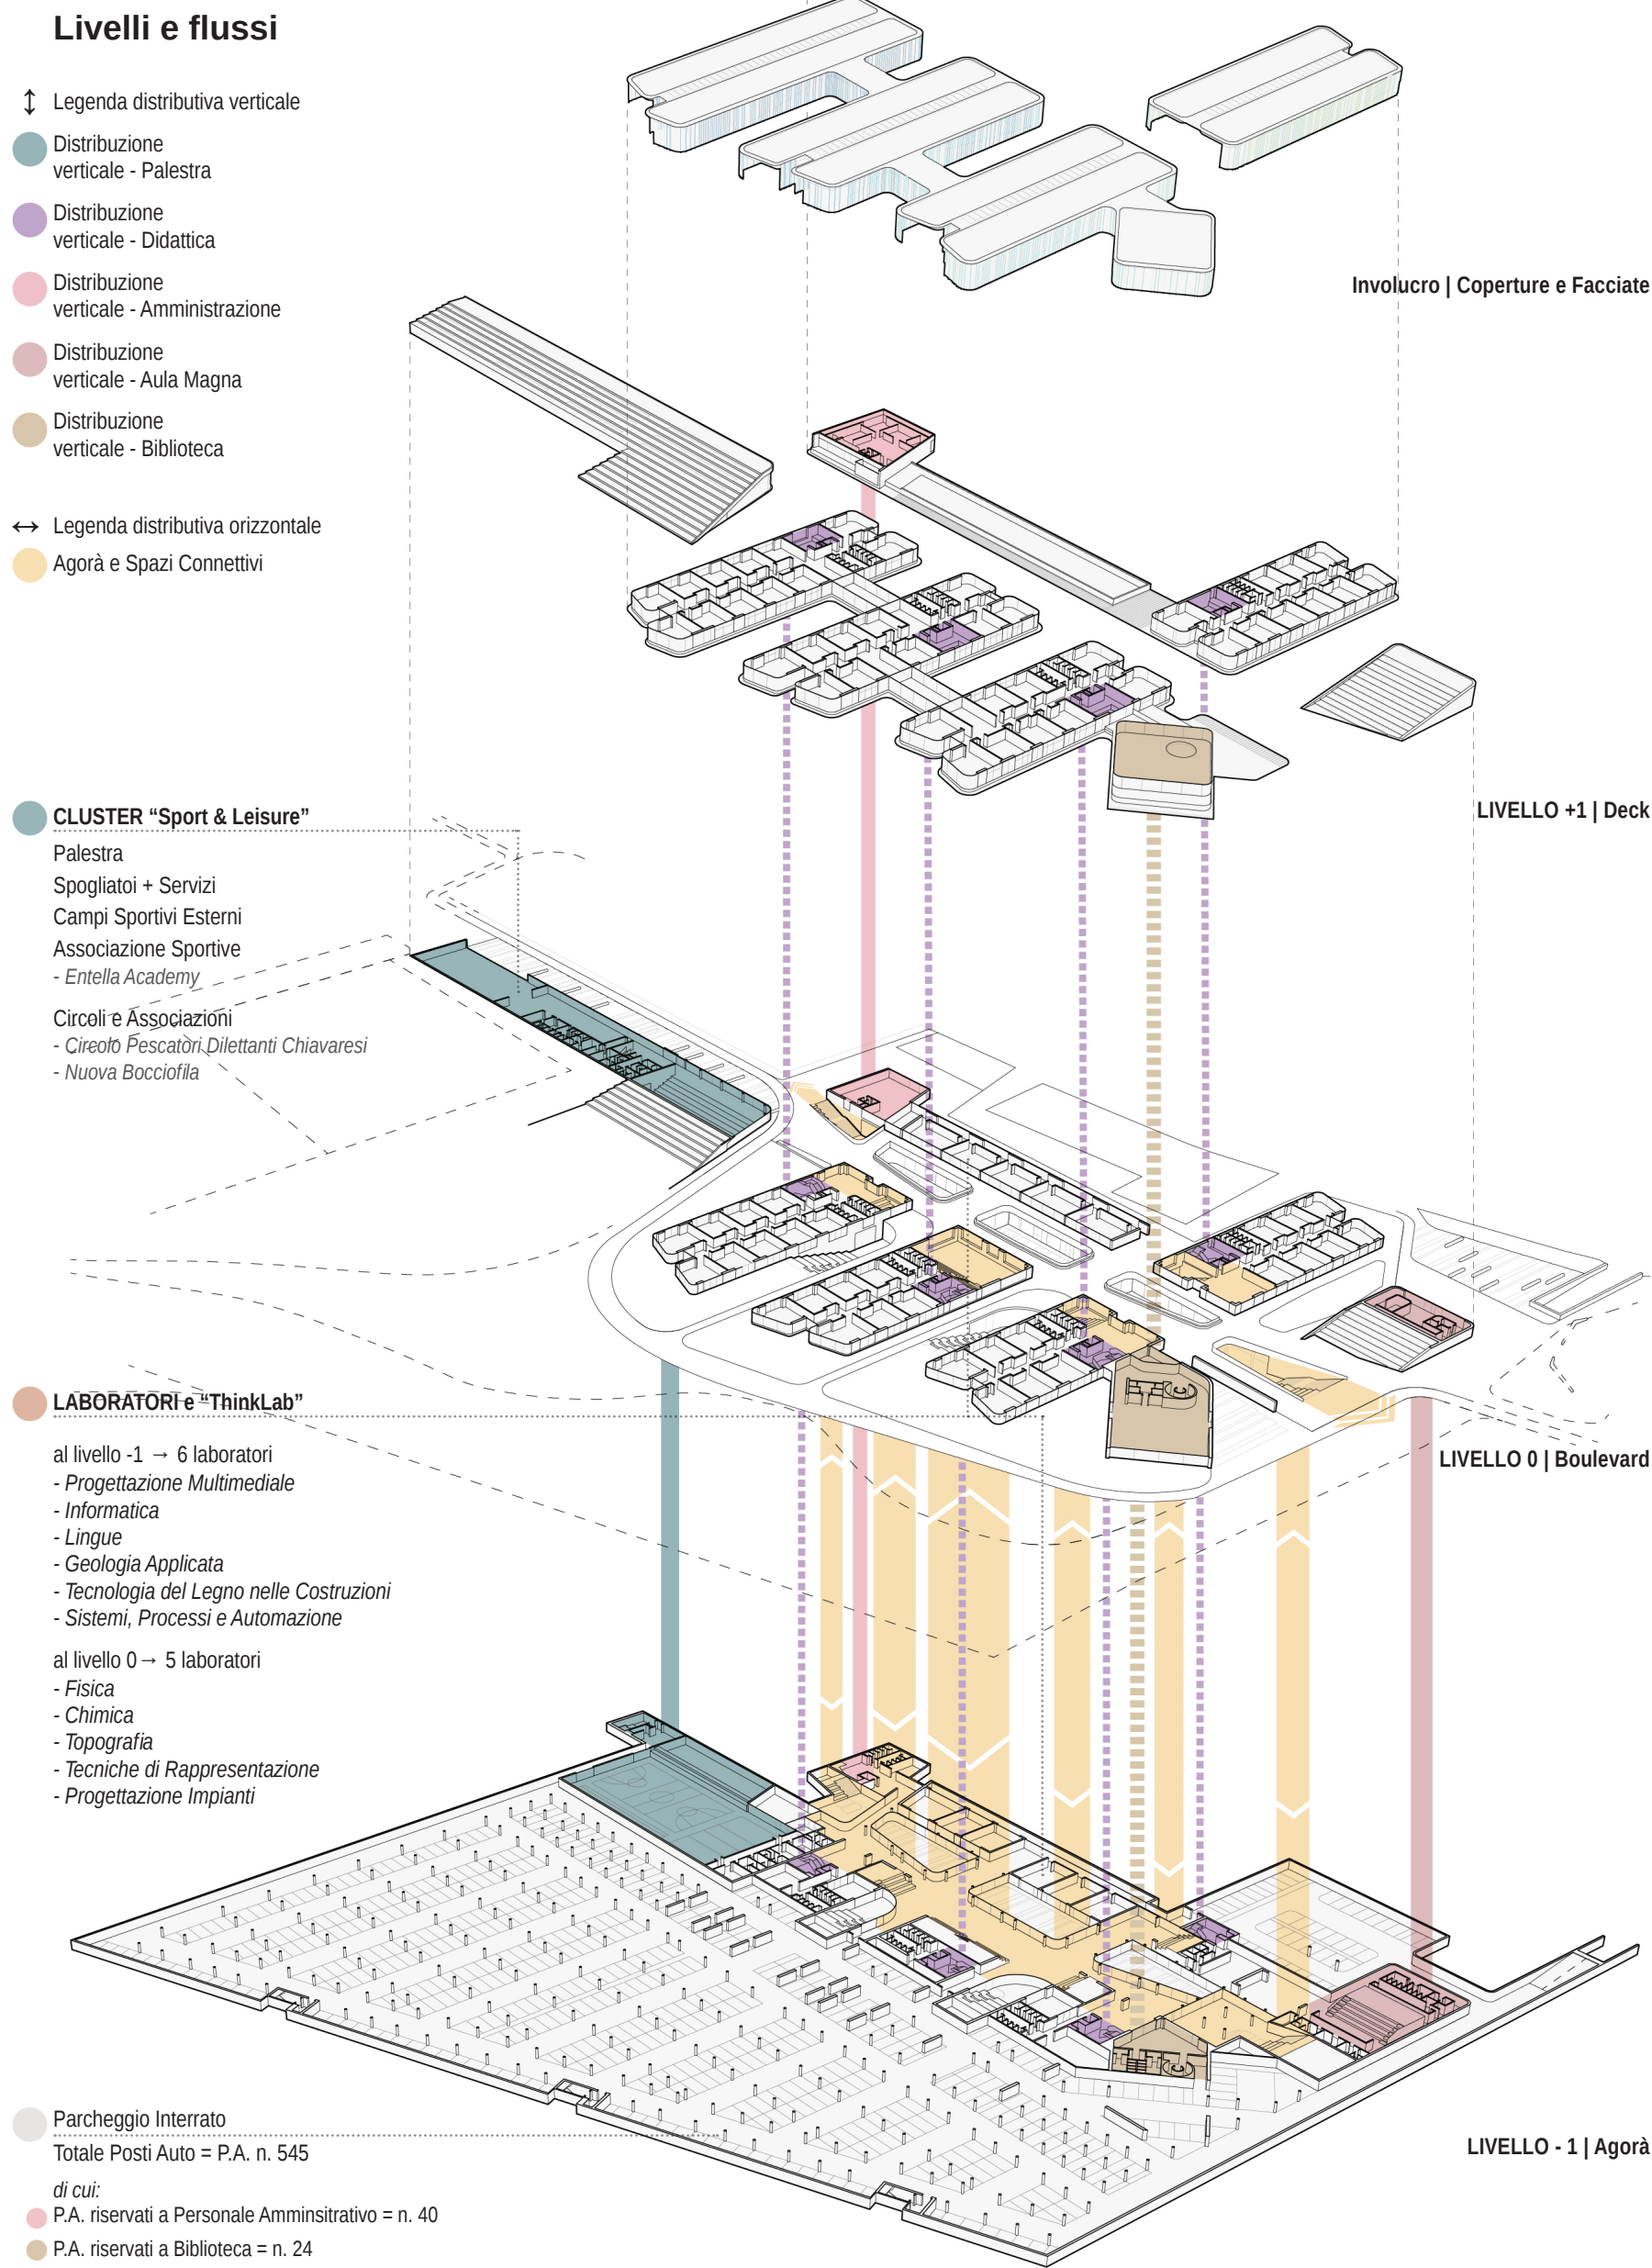 Livelli e flussi
Legenda distributiva verticale
Distribuzione
verticale - Palestra
Distribuzione
verticale - Didattica
Distribuzione
verticale - Amministrazione
Distribuzione
verticale - Aula Magna
Distribuzione
verticale - Biblioteca
Legenda distributiva orizzontale
Agorà e Spazi Connettivi
Involucro | Coperture e Facciate
LIVELLO +1 | Deck
CLUSTER “Sport & Leisure”
Palestra
Spogliatoi + Servizi
Campi Sportivi Esterni
Associazione Sportive
- Entella Academy
Circoli e Associazioni
- Circolo Pescatori Dilettanti Chiavaresi
- Nuova Bocciofila
LABORATORI e “ThinkLab”
al livello -1 → 6 laboratori
- Progettazione Multimediale
- Informatica
- Lingue
- Geologia Applicata
- Tecnologia del Legno nelle Costruzioni
- Sistemi, Processi e Automazione
al livello 0→ 5 laboratori
- Fisica
- Chimica
- Topografia
- Tecniche di Rappresentazione
- Progettazione Impianti
LIVELLO 0 | Boulevard
Parcheggio Interrato
Totale Posti Auto = P.A. n. 545
di cui:
P.A. riservati a Personale Amminsitrativo = n. 40
P.A. riservati a Biblioteca = n. 24
LIVELLO - 1 | Agorà